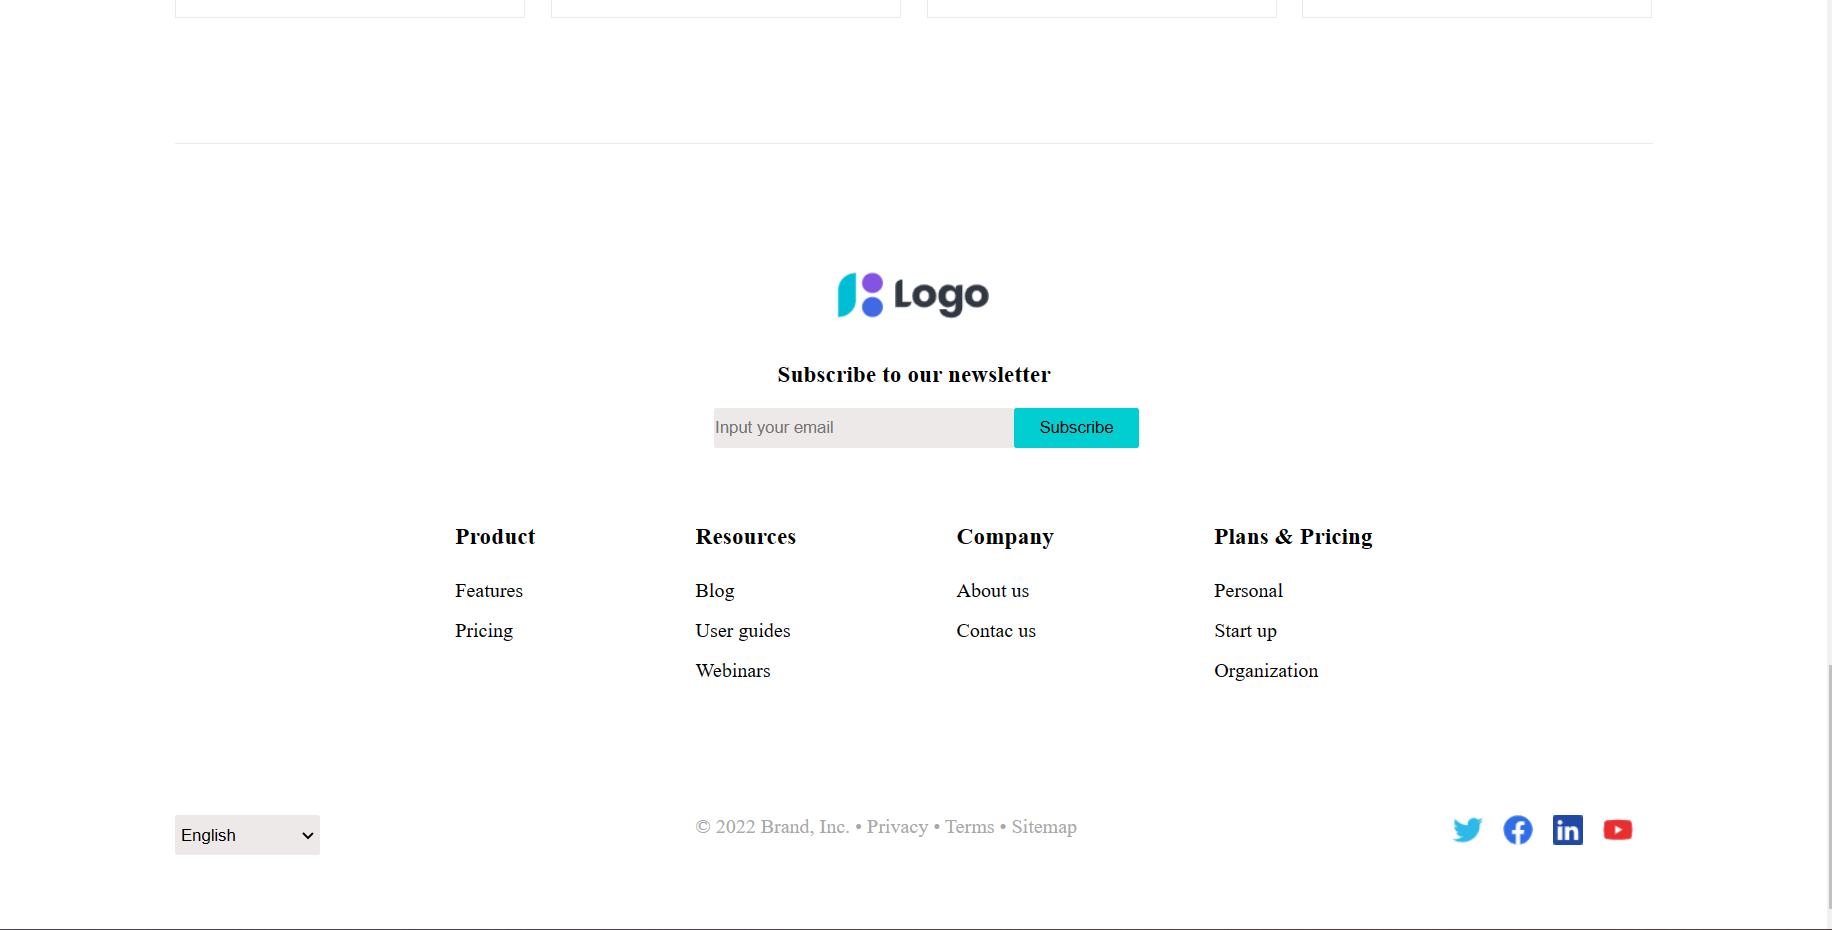 Logo
Subscribe to our newsletter
Input your email Subscribe
Product Resources Company Plans & Pricing
Features Blog About us Personal
Pricing User guides Contac us Start up
Webinars Organization
English © 2022 Brand, Inc. • Privacy • Terms • Sitemap in